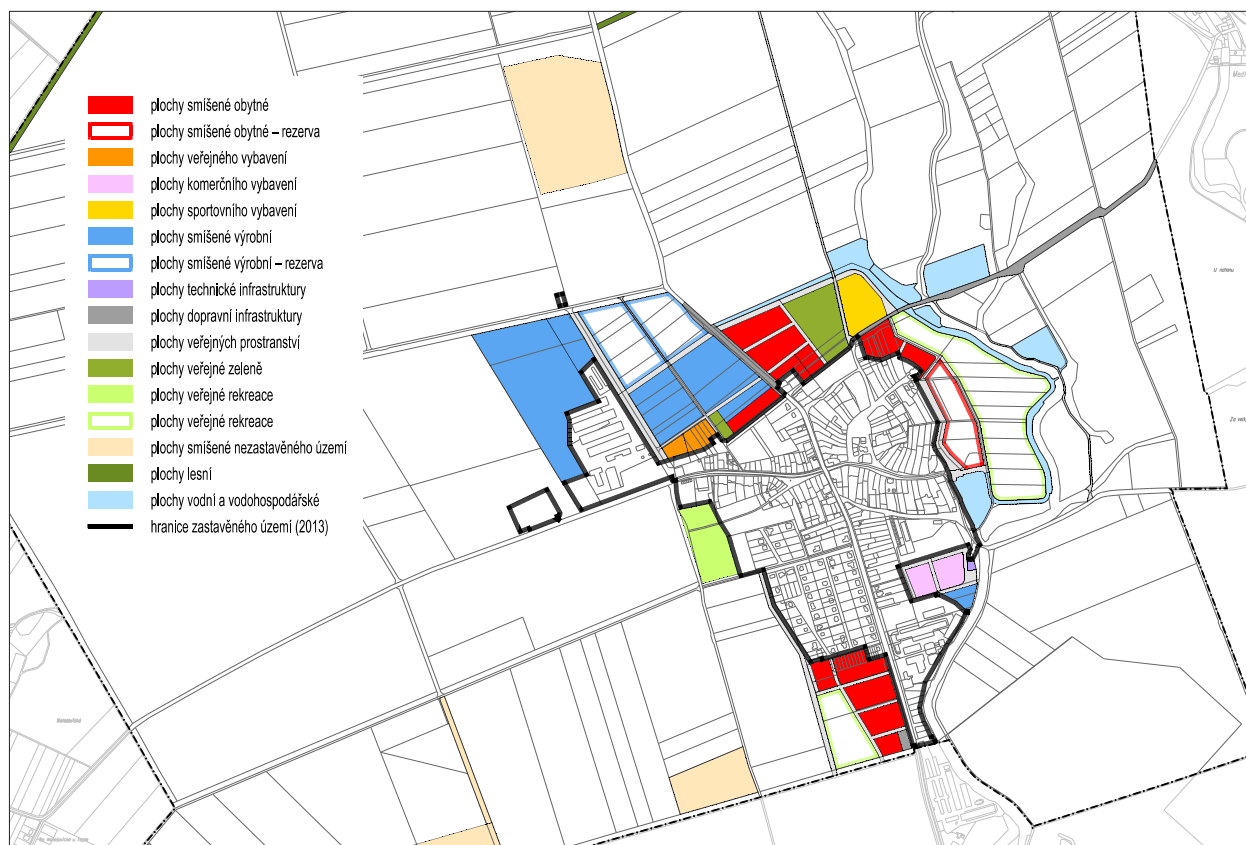 plochy smíšené obytné
plochy smíšené obytné – rezerva
plochy veřejného vybavení
plochy komerčního vybavení
plochy sportovního vybavení
plochy smíšené výrobní
plochy smíšené výrobní – rezerva
plochy technické infrastruktury
plochy dopravní infrastruktury
plochy veřejných prostranství
plochy veřejné zeleně
plochy veřejné rekreace
plochy veřejné rekreace
plochy smíšené nezastavěného území
plochy lesní
plochy vodní a vodohospodářské
hranice zastavěného území (2013)